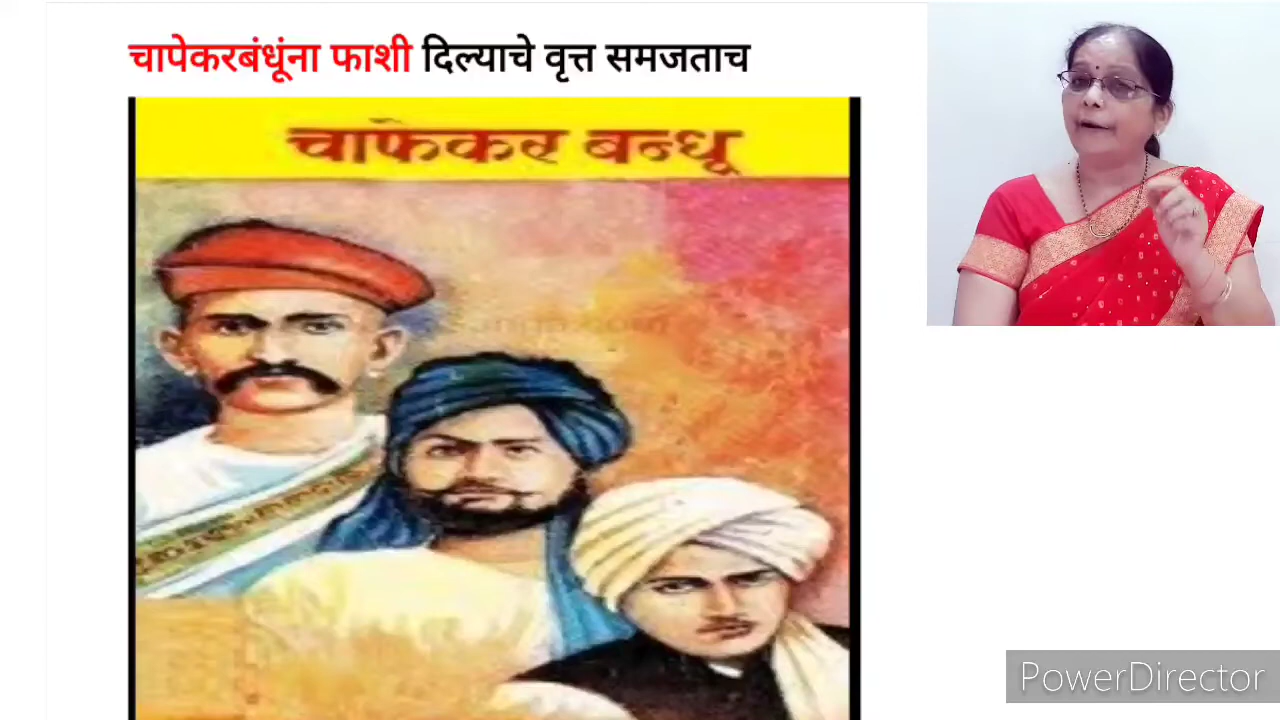 चापेकरबंधूंना फाशी दिल्याचे वृत्त समजताच
चाफेकर बन्धू
PowerDirector